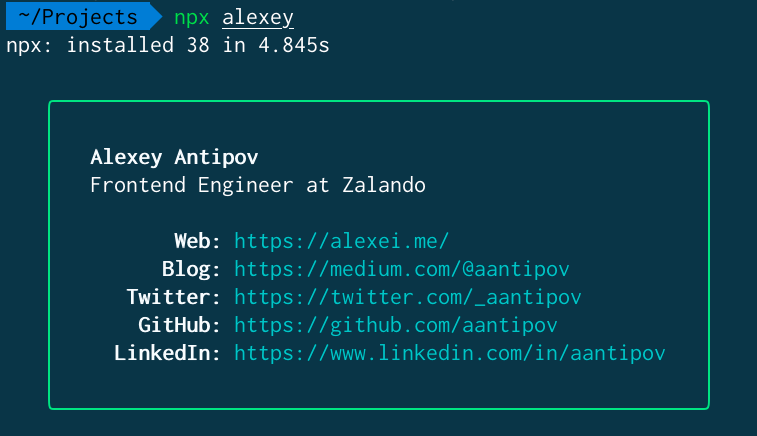 ~/Projects npx alexey
npx: installed 38 in 4.845s
Alexey Antipov
Frontend Engineer at Zalando
Web: https://alexei.me/
Blog: https://medium.com/@aantipov
Twitter: https://twitter.com/_aantipov
GitHub: https://github.com/aantipov
LinkedIn: https://www.linkedin.com/in/aantipov